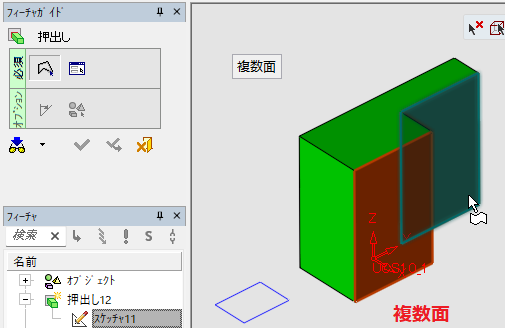 フィーチャガイド
押出し
必須
オプション
複数面
フィーチャ
検索
S
名前
オブジェクト
押出し12
スケッチャ11
Z
複数面